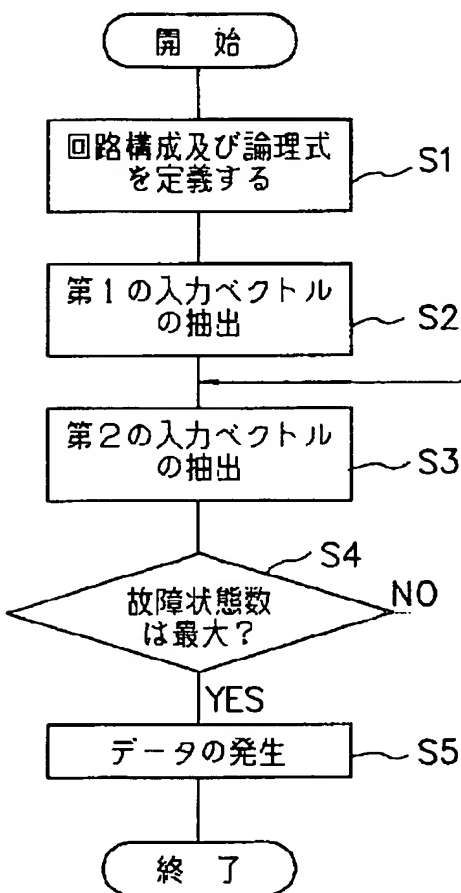 開 始
回路構成及び論理式
を定義する
S1
第1の入力ベクトル
の抽出
S2
第2の入力ベクトル
の抽出
S3
S4
故障状態数
は最大?
NO
YES
データの発生
S5
終 了